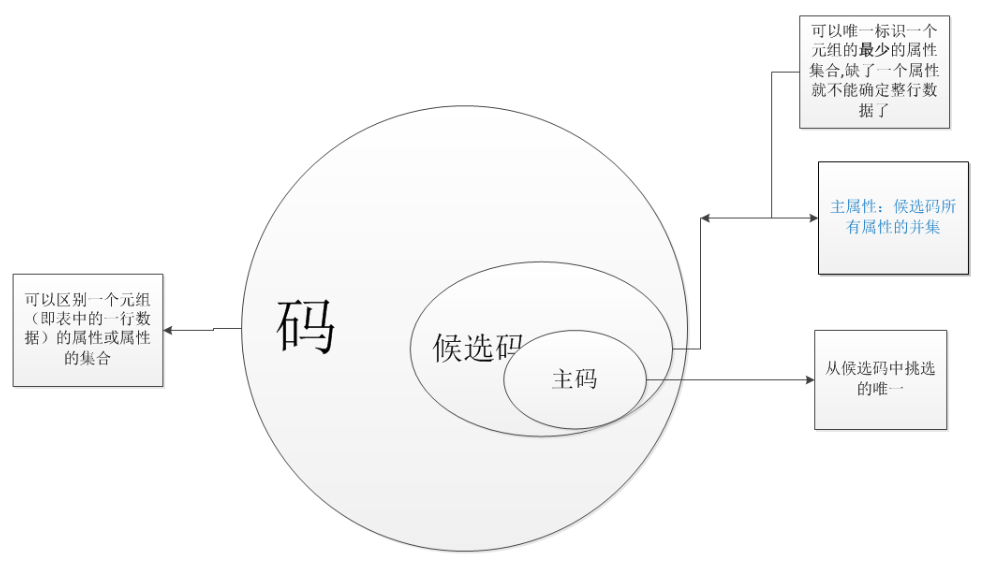 可以唯一标识一个
元组的最少的属性
集合,缺了一个属性
就不能确定整行数
据了
主属性：候选码所
有属性的并集
可以区别一个元组
（即表中的一行数
据）的属性或属性
的集合
码
候选码
主码
从候选码中挑选
的唯一